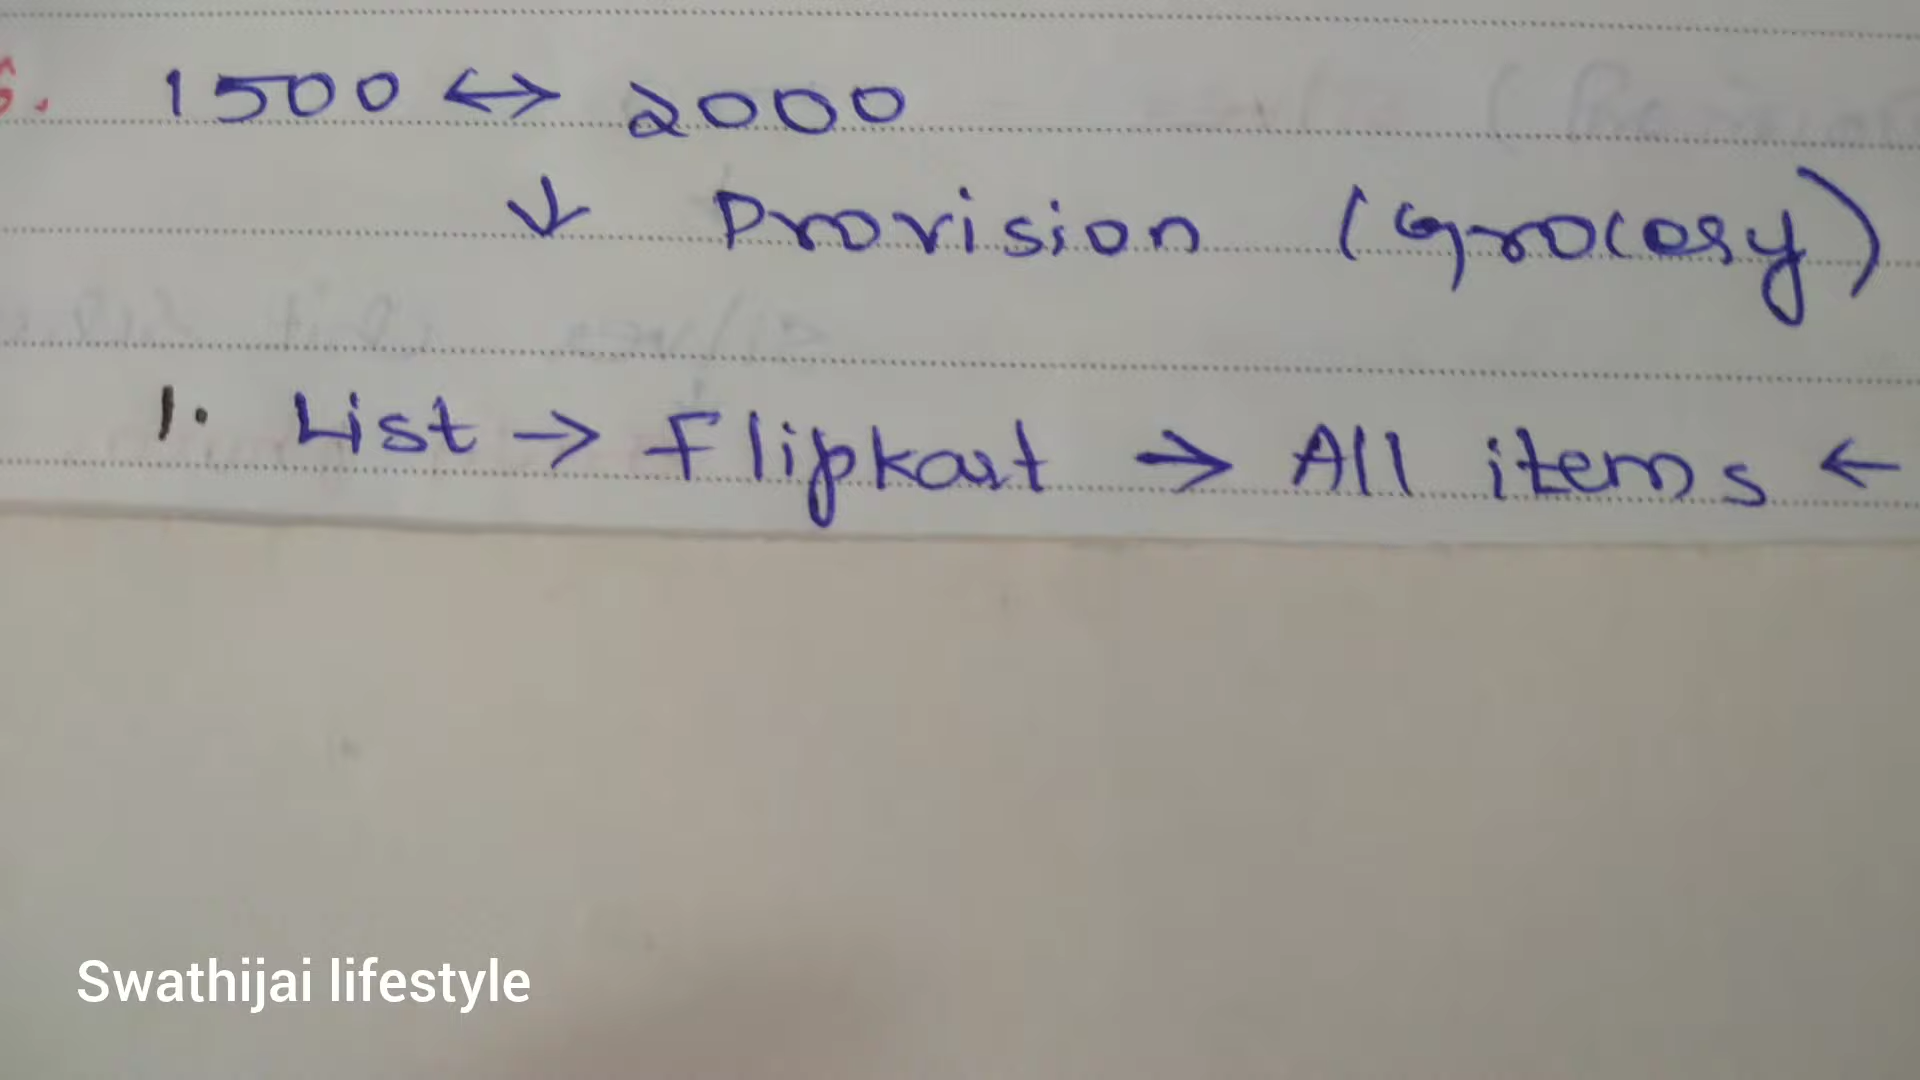 1500 ↔ 2000
↓ Provision (Grocery)
1. List → Flipkart → All items ←
Swathijai lifestyle